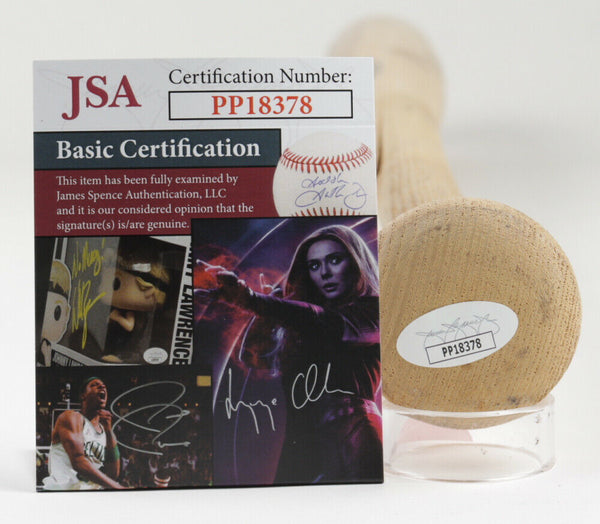 JSA
Certification Number:
PP18378
Basic Certification
This item has been fully examined by
James Spence Authentication, LLC
and it is our considered opinion that the
signature(s) is/are genuine.
LAWRENCE
PP18378